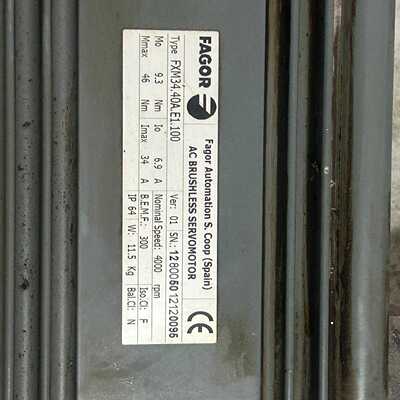 FAGOR
Fagor Automation S. Coop (Spain)
AC BRUSHLESS SERVOMOTOR
CE
Type FXM34.40A.E1.100 Ver: 01 SN.: 12800501212009​5
Mo 9.3 Nm Io 6.9 A Nominal Speed: 4000 rpm
Mmax 46 Nm Imax 34 A B.E.M.F.: 300 Iso.Cl: F
IP 64 W: 11.5 Kg Bal.Cl: N